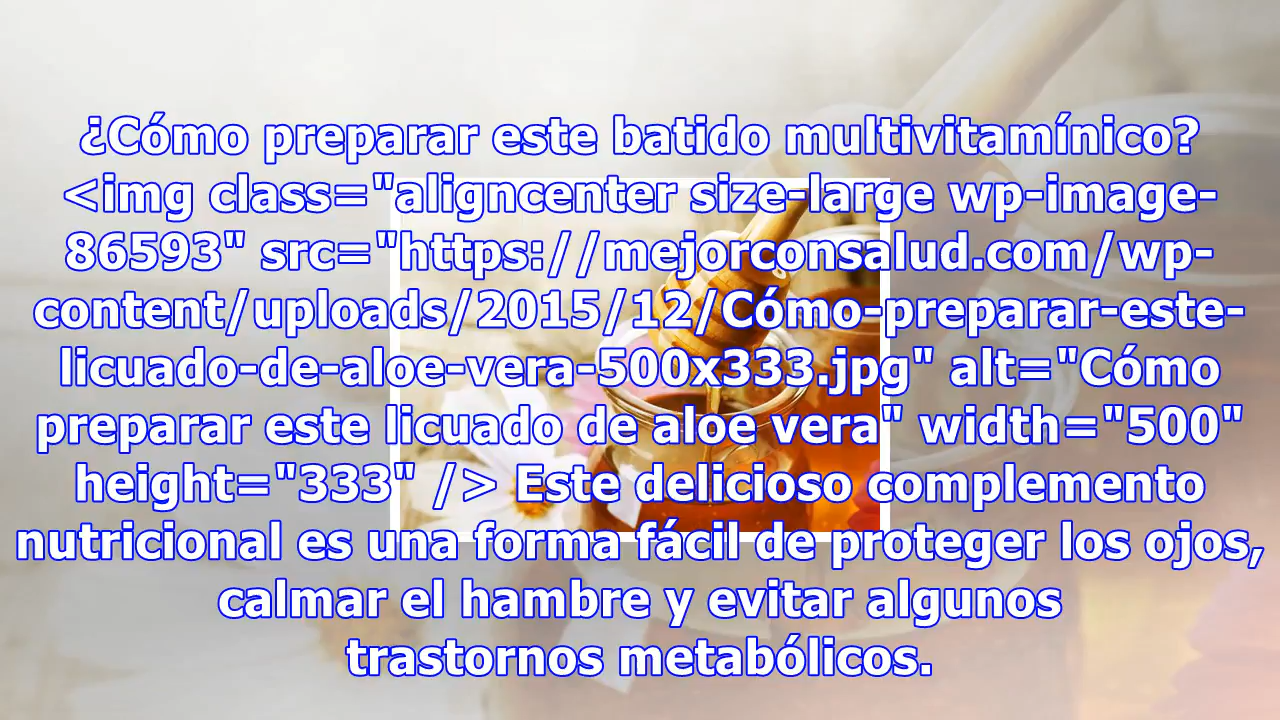 ¿Cómo preparar este batido multivitamínico?
<img class="aligncenter size-large wp-image-
86593" src="https://mejorconsalud.com/wp-
content/uploads/2015/12/Cómo-preparar-este-
licuado-de-aloe-vera-500x333.jpg" alt="Cómo
preparar este licuado de aloe vera" width="500"
height="333" /> Este delicioso complemento
nutricional es una forma fácil de proteger los ojos,
calmar el hambre y evitar algunos
trastornos metabólicos.